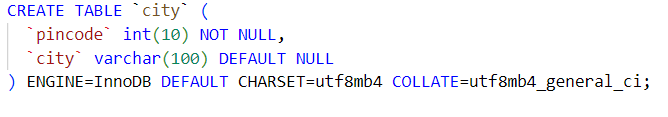 CREATE TABLE `city` (
  `pincode` int(10) NOT NULL,
  `city` varchar(100) DEFAULT NULL
) ENGINE=InnoDB DEFAULT CHARSET=utf8mb4 COLLATE=utf8mb4_general_ci;